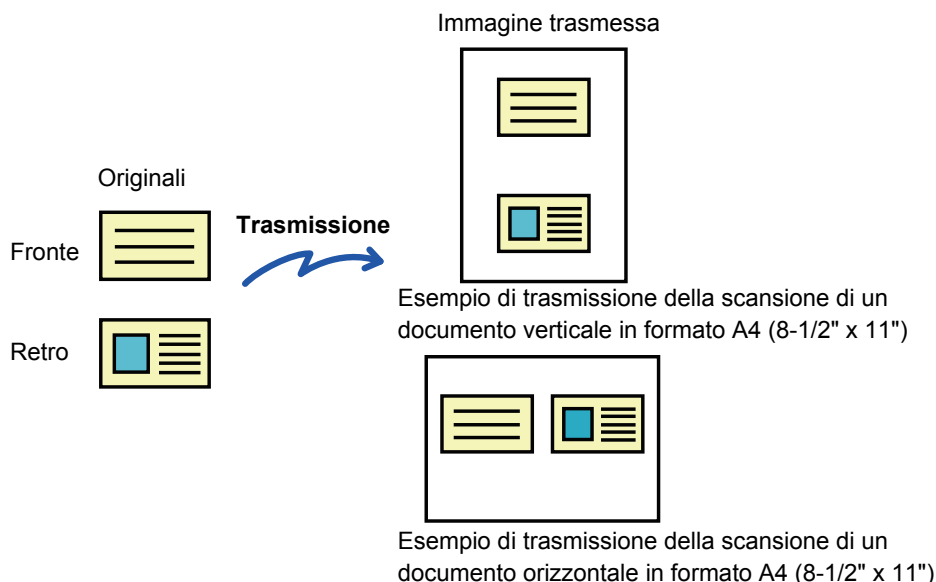 Immagine trasmessa
Originali
Fronte
Trasmissione
Retro
Esempio di trasmissione della scansione di un
documento verticale in formato A4 (8-1/2" x 11")
Esempio di trasmissione della scansione di un
documento orizzontale in formato A4 (8-1/2" x 11")